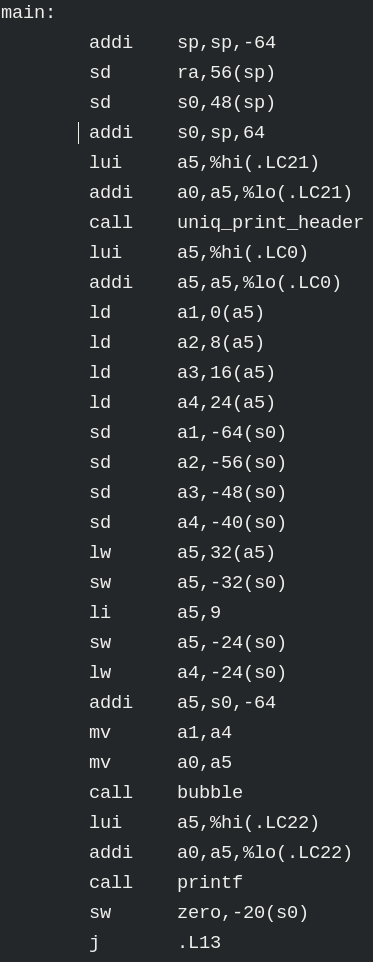 main:
addi sp,sp,-64
sd ra,56(sp)
sd s0,48(sp)
addi s0,sp,64
lui a5,%hi(.LC21)
addi a0,a5,%lo(.LC21)
call uniq_print_header
lui a5,%hi(.LC0)
addi a5,a5,%lo(.LC0)
ld a1,0(a5)
ld a2,8(a5)
ld a3,16(a5)
ld a4,24(a5)
sd a1,-64(s0)
sd a2,-56(s0)
sd a3,-48(s0)
sd a4,-40(s0)
lw a5,32(a5)
sw a5,-32(s0)
li a5,9
sw a5,-24(s0)
lw a4,-24(s0)
addi a5,s0,-64
mv a1,a4
mv a0,a5
call bubble
lui a5,%hi(.LC22)
addi a0,a5,%lo(.LC22)
call printf
sw zero,-20(s0)
j .L13